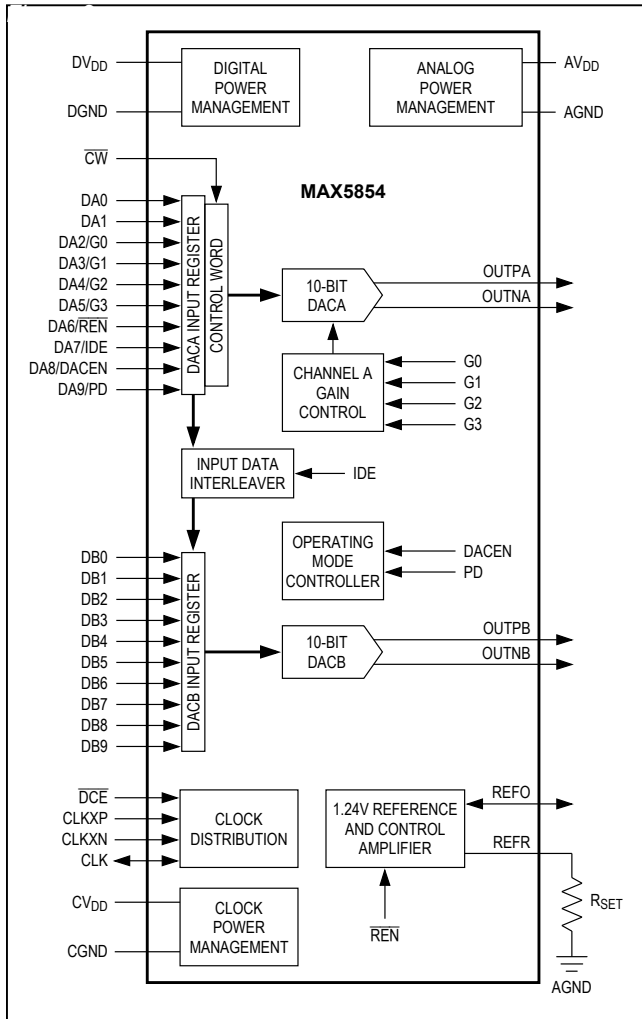 DVDD
DGND
DIGITAL
POWER
MANAGEMENT
ANALOG
POWER
MANAGEMENT
AVDD
AGND
C̅W̅
MAX5854
DA0
DA1
DA2/G0
DA3/G1
DA4/G2
DA5/G3
DA6/R̅E̅N̅
DA7/IDE
DA8/DACEN
DA9/PD
DACA INPUT REGISTER
CONTROL WORD
10-BIT
DACA
OUTPA
OUTNA
CHANNEL A
GAIN
CONTROL
G0
G1
G2
G3
INPUT DATA
INTERLEAVER
IDE
OPERATING
MODE
CONTROLLER
DACEN
PD
DB0
DB1
DB2
DB3
DB4
DB5
DB6
DB7
DB8
DB9
DACB INPUT REGISTER
10-BIT
DACB
OUTPB
OUTNB
D̅C̅E̅
CLKXP
CLKXN
CLK
CLOCK
DISTRIBUTION
1.24V REFERENCE
AND CONTROL
AMPLIFIER
REFO
REFR
RSET
AGND
R̅E̅N̅
CVDD
CGND
CLOCK
POWER
MANAGEMENT